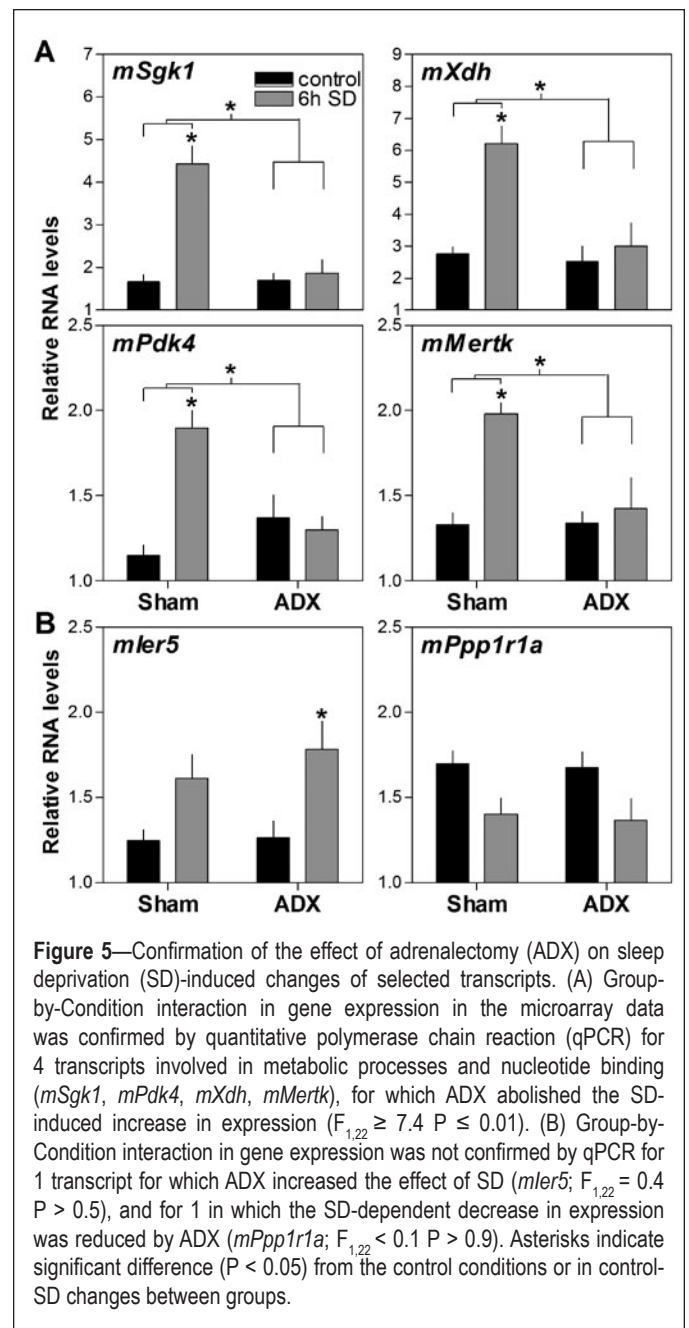 A
mSgk1
control
6h SD
mXdh
*
*
*
*
7
6
5
4
3
2
1
9
8
7
6
5
4
3
2
1
mPdk4
mMertk
*
*
*
*
2.5
2.0
1.5
1.0
2.5
2.0
1.5
1.0
Relative RNA levels
Sham ADX
Sham ADX
B
mIer5
mPpp1r1a
*
2.5
2.0
1.5
1.0
2.5
2.0
1.5
1.0
Relative RNA levels
Sham ADX
Sham ADX
Figure 5—Confirmation of the effect of adrenalectomy (ADX) on sleep
deprivation (SD)-induced changes of selected transcripts. (A) Group-
by-Condition interaction in gene expression in the microarray data
was confirmed by quantitative polymerase chain reaction (qPCR) for
4 transcripts involved in metabolic processes and nucleotide binding
(mSgk1, mPdk4, mXdh, mMertk), for which ADX abolished the SD-
induced increase in expression (F1,22 ≥ 7.4 P ≤ 0.01). (B) Group-by-
Condition interaction in gene expression was not confirmed by qPCR for
1 transcript for which ADX increased the effect of SD (mIer5; F1,22 = 0.4
P > 0.5), and for 1 in which the SD-dependent decrease in expression
was reduced by ADX (mPpp1r1a; F1,22 < 0.1 P > 0.9). Asterisks indicate
significant difference (P < 0.05) from the control conditions or in control-
SD changes between groups.